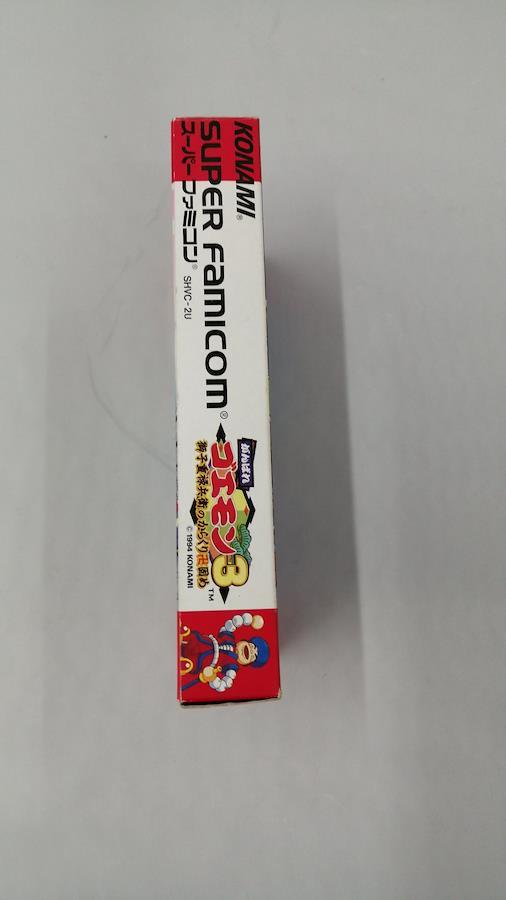 KONAMI®
SUPER FAMICOM®
スーパーファミコン®
SHVC-2U
がんばれ
ゴエモン3
獅子重禄兵衛のからくり卍固め
™
© 1994 KONAMI